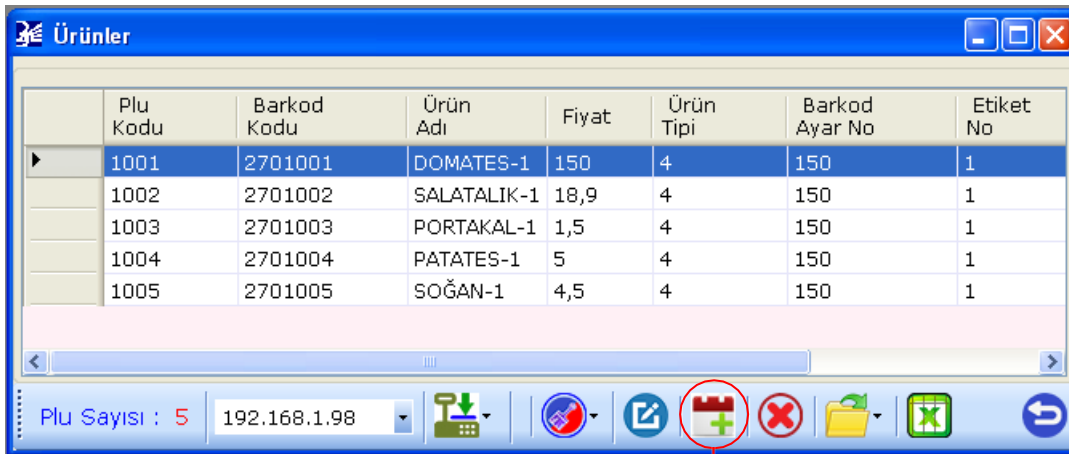 Ürünler
Plu Kodu Barkod Kodu Ürün Adı Fiyat Ürün Tipi Barkod Ayar No Etiket No
1001 2701001 DOMATES-1 150 4 150 1
1002 2701002 SALATALIK-1 18,9 4 150 1
1003 2701003 PORTAKAL-1 1,5 4 150 1
1004 2701004 PATATES-1 5 4 150 1
1005 2701005 SOĞAN-1 4,5 4 150 1
Plu Sayısı : 5 192.168.1.98